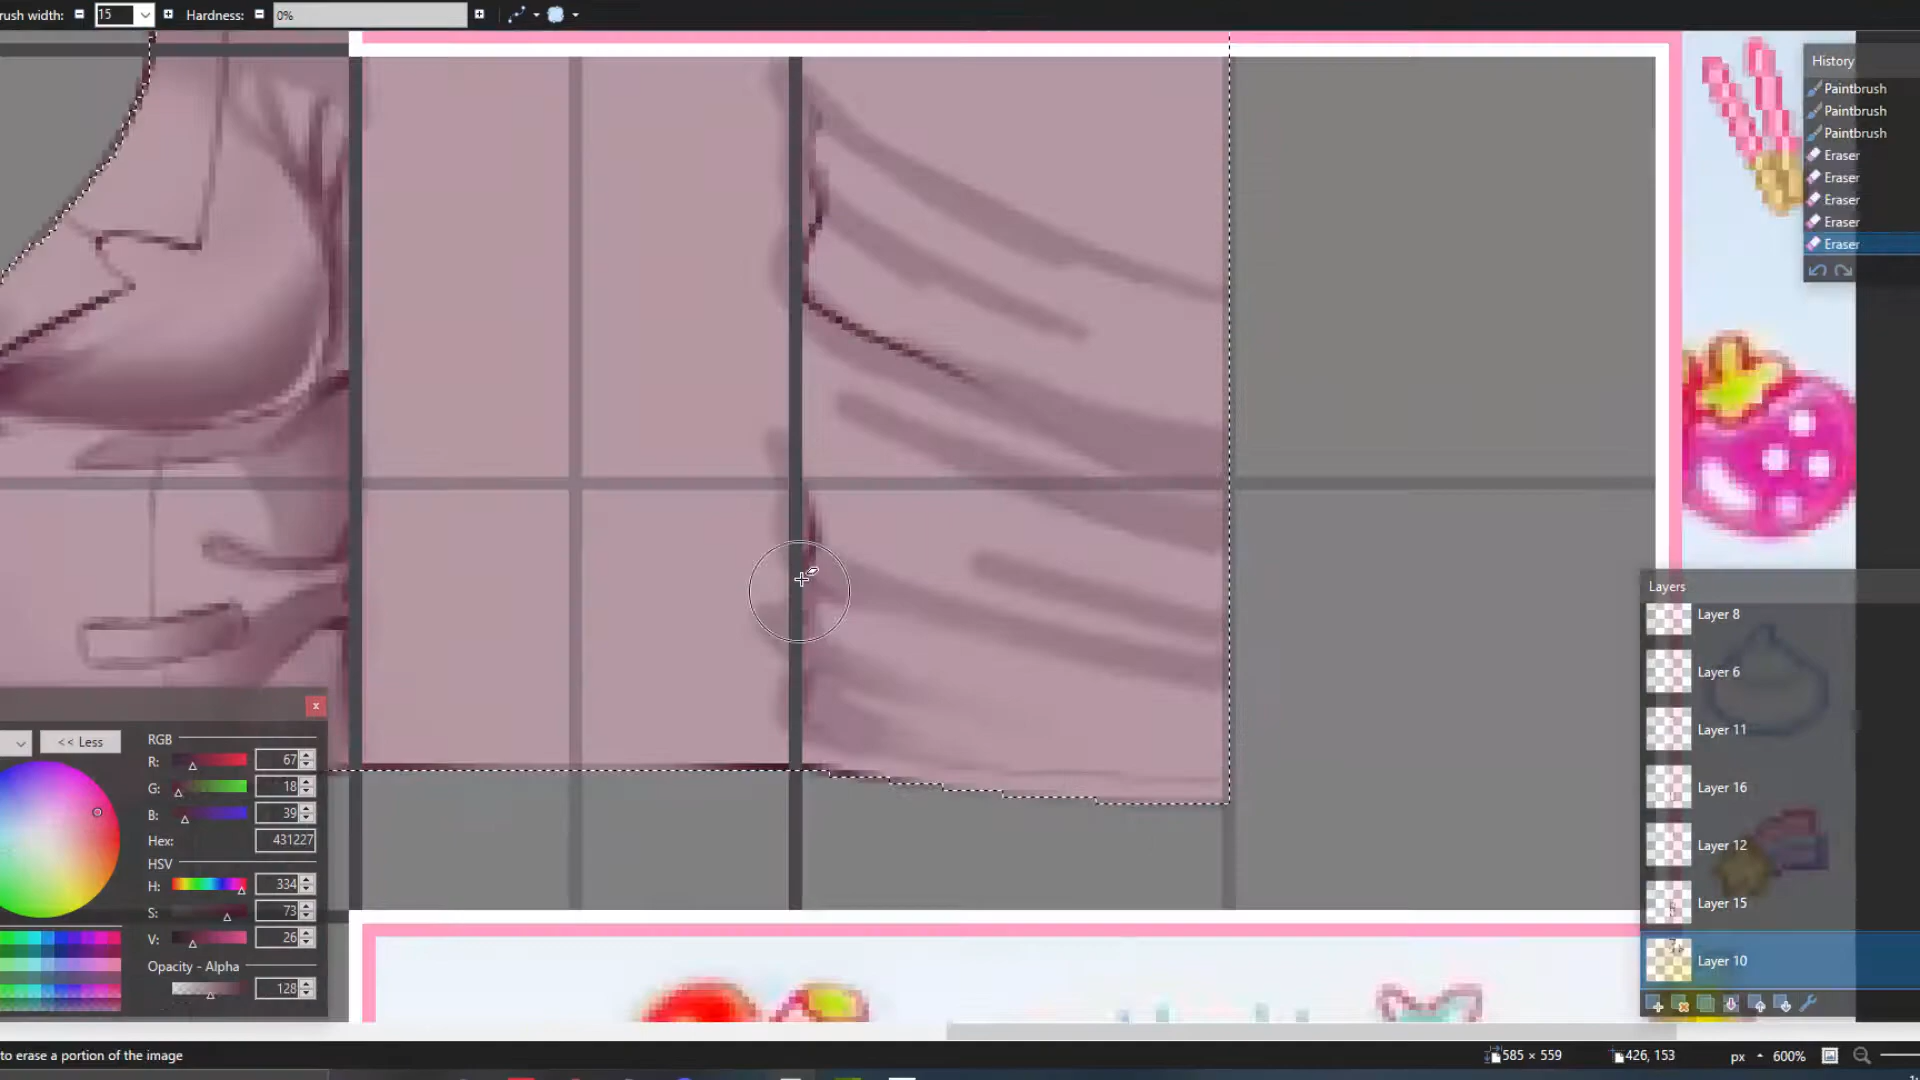 rush width: 15 Hardness: 0%
History
Paintbrush
Paintbrush
Paintbrush
Eraser
Eraser
Eraser
Eraser
Eraser
Layers
Layer 8
Layer 6
Layer 11
Layer 16
Layer 12
Layer 15
Layer 10
<< Less
RGB
R: 67
G: 18
B: 39
Hex: 431227
HSV
H: 334
S: 73
V: 26
Opacity - Alpha
128
to erase a portion of the image
585 × 559
426, 153
px
600%